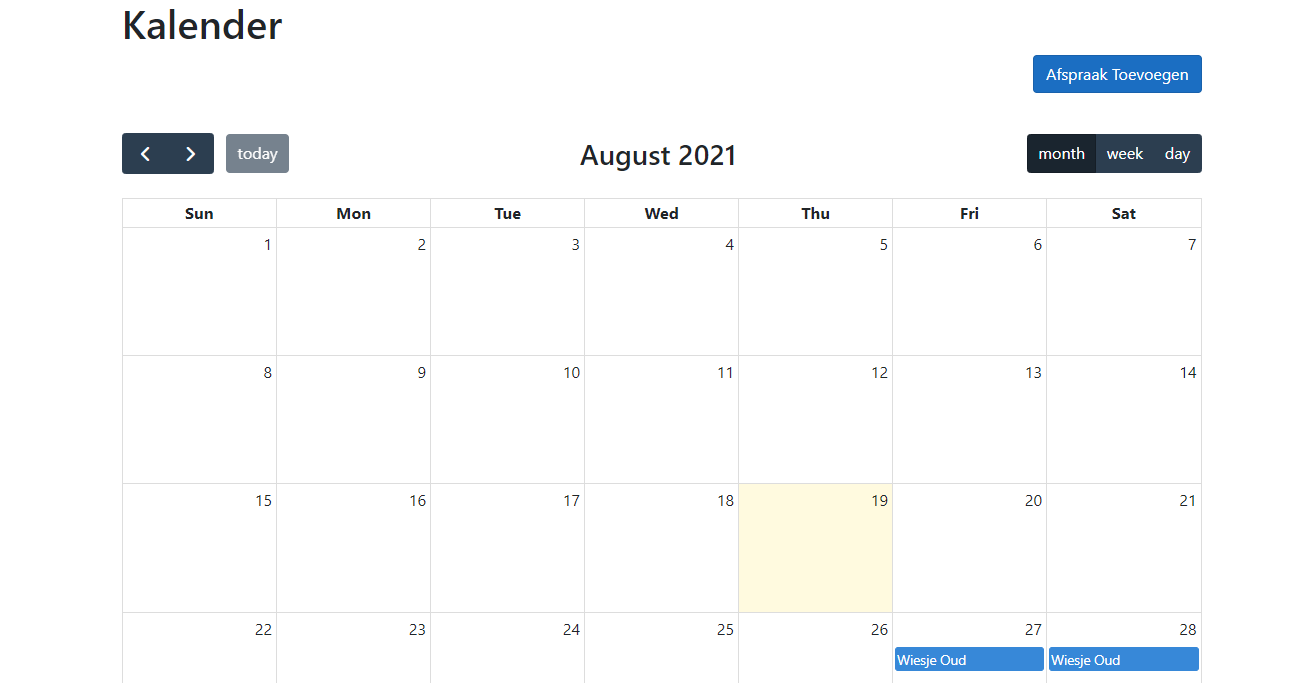 Kalender
Afspraak Toevoegen
today
August 2021
month week day
Sun Mon Tue Wed Thu Fri Sat
1 2 3 4 5 6 7
8 9 10 11 12 13 14
15 16 17 18 19 20 21
22 23 24 25 26 27 28
Wiesje Oud Wiesje Oud